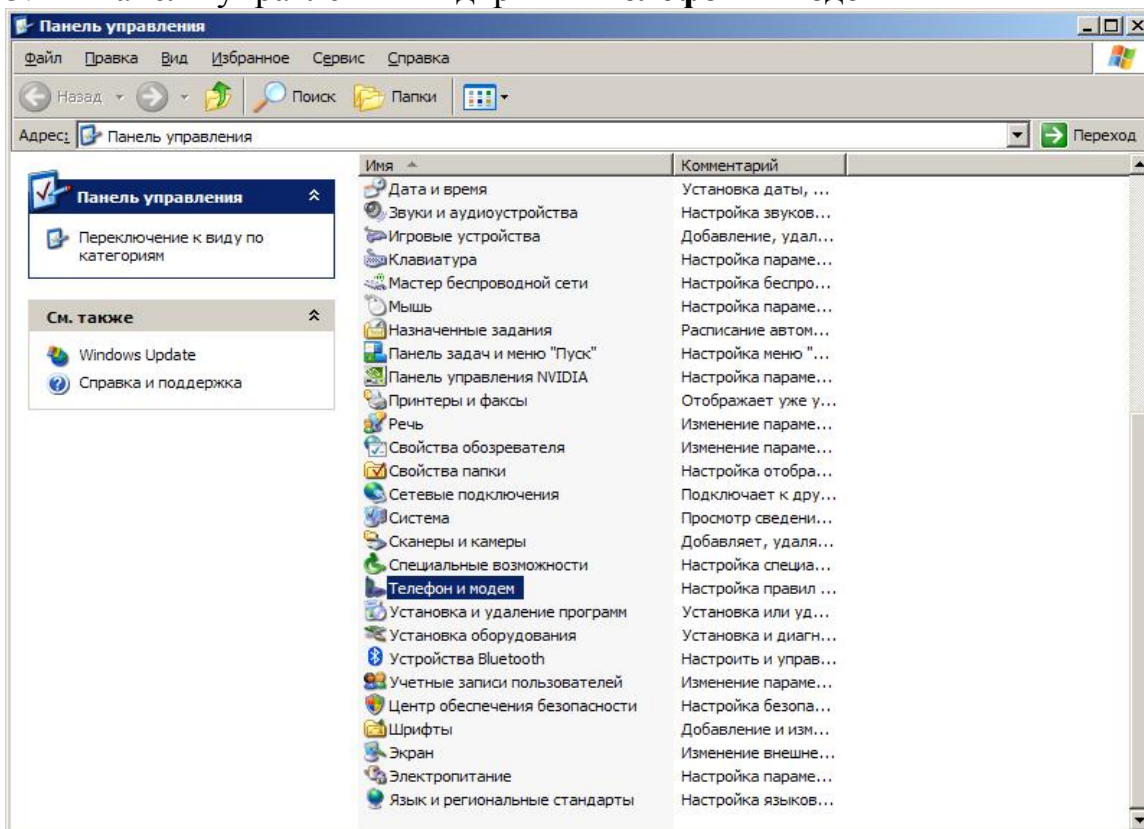 Панель управления
Файл Правка Вид Избранное Сервис Справка
Назад Поиск Папки
Адрес: Панель управления Переход
Имя Комментарий
Панель управления
Переключение к виду по
категориям
См. также
Windows Update
Справка и поддержка
Дата и время Установка даты, ...
Звуки и аудиоустройства Настройка звуков...
Игровые устройства Добавление, удал...
Клавиатура Настройка параме...
Мастер беспроводной сети Настройка беспро...
Мышь Настройка параме...
Назначенные задания Расписание автом...
Панель задач и меню "Пуск" Настройка меню "...
Панель управления NVIDIA Настройка параме...
Принтеры и факсы Отображает уже у...
Речь Изменение параме...
Свойства обозревателя Изменение параме...
Свойства папки Настройка отобра...
Сетевые подключения Подключает к дру...
Система Просмотр сведени...
Сканеры и камеры Добавляет, удаля...
Специальные возможности Настройка специа...
Телефон и модем Настройка правил ...
Установка и удаление программ Установка или уд...
Установка оборудования Установка и диагн...
Устройства Bluetooth Настроить и управ...
Учетные записи пользователей Изменение параме...
Центр обеспечения безопасности Настройка безопа...
Шрифты Добавление и изм...
Экран Изменение внешне...
Электропитание Настройка параме...
Язык и региональные стандарты Настройка языков...